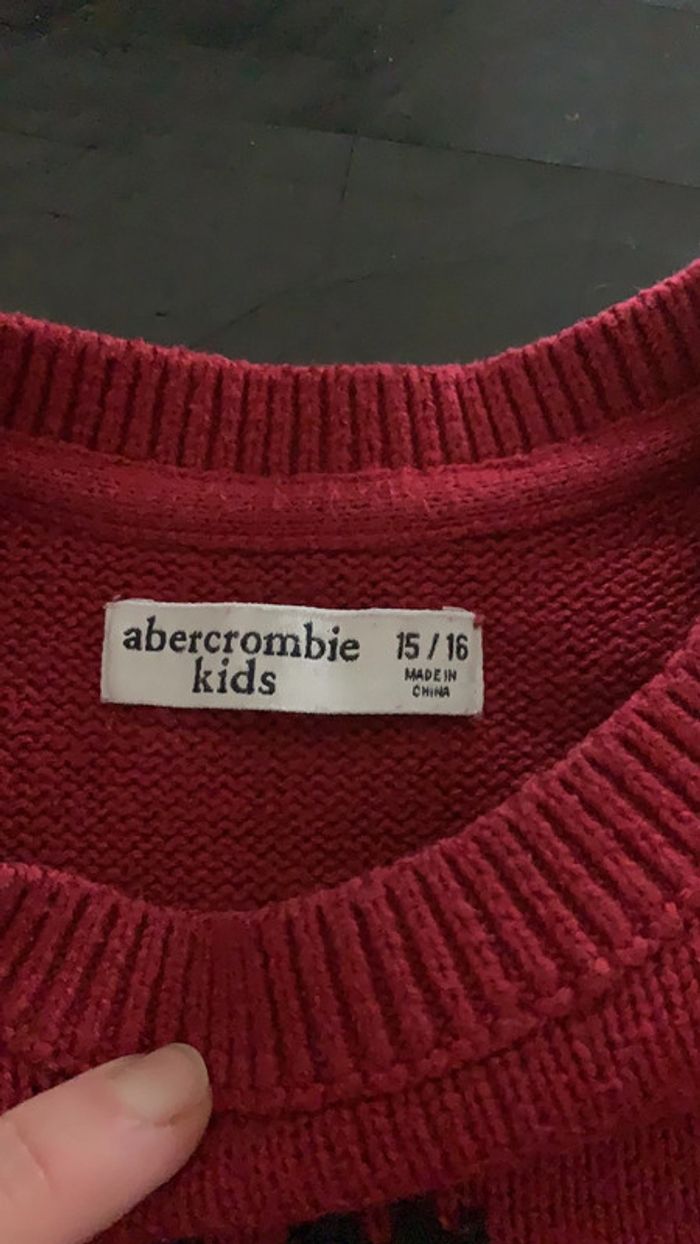 abercrombie
kids
15 / 16
MADE IN
CHINA